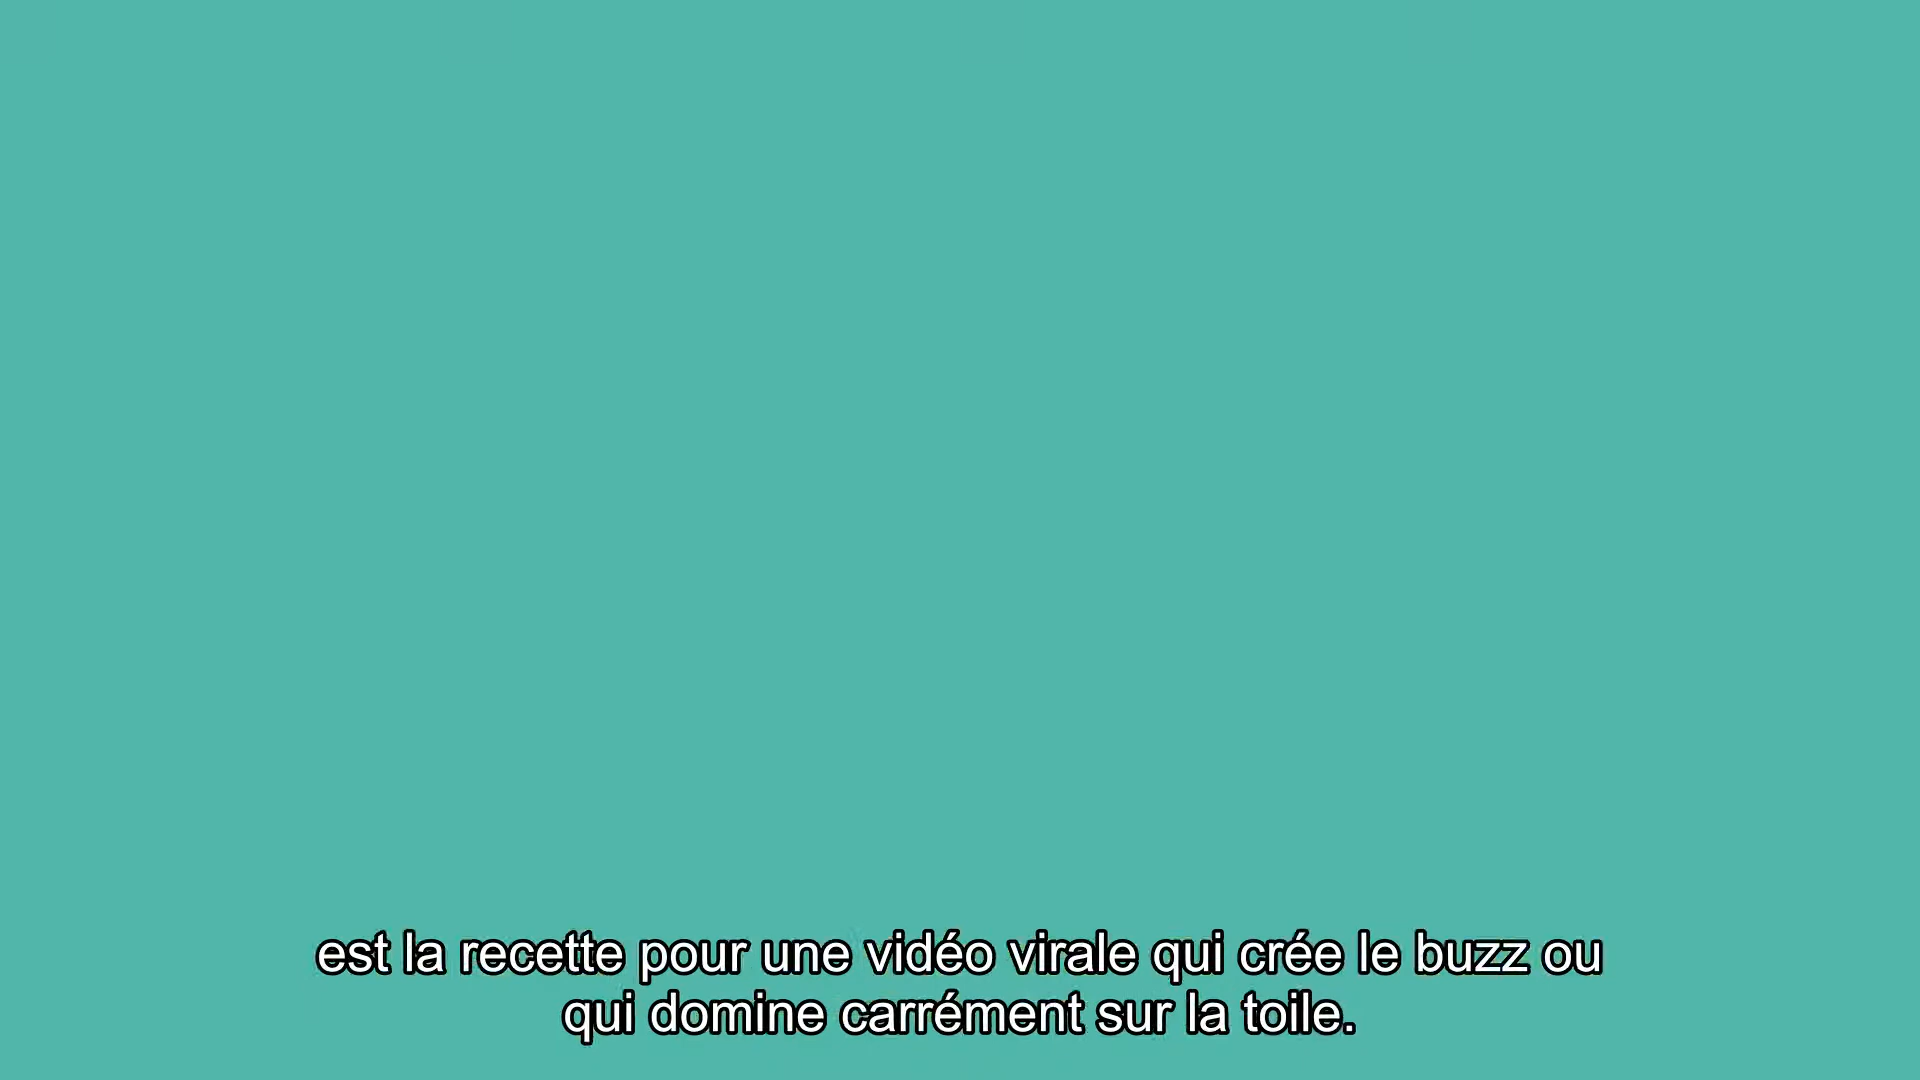 est la recette pour une vidéo virale qui crée le buzz ou
qui domine carrément sur la toile.